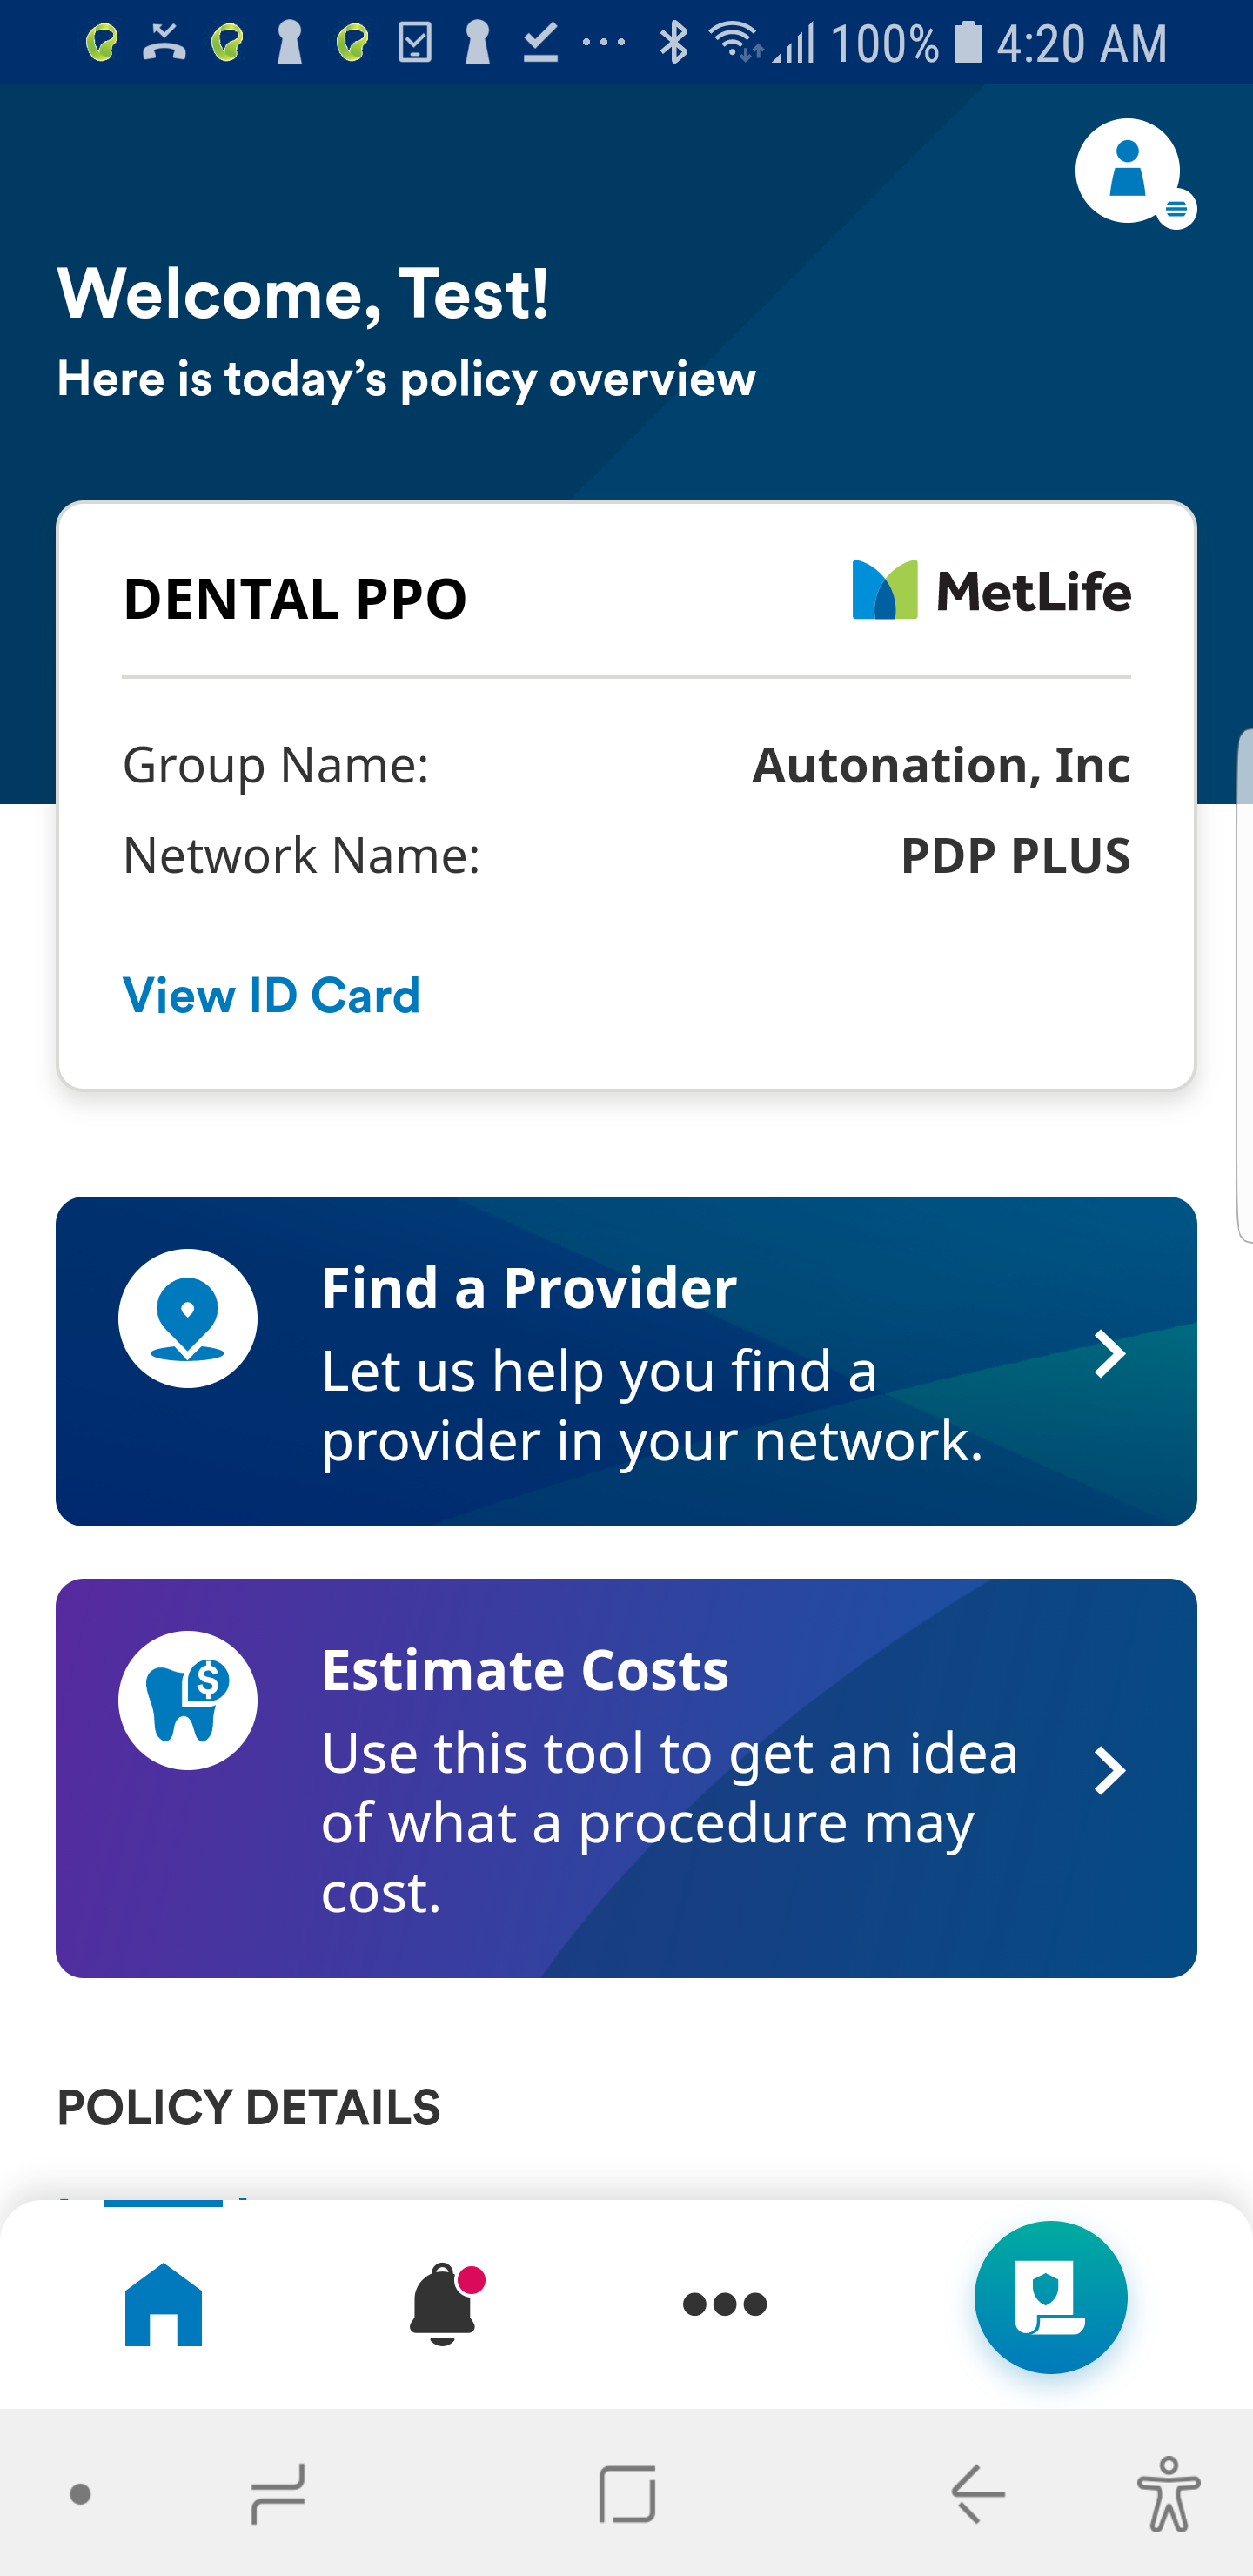 100% 4:20 AM
Welcome, Test!
Here is today’s policy overview
DENTAL PPO
MetLife
Group Name: Autonation, Inc
Network Name: PDP PLUS
View ID Card
Find a Provider
Let us help you find a
provider in your network.
$
Estimate Costs
Use this tool to get an idea
of what a procedure may
cost.
POLICY DETAILS